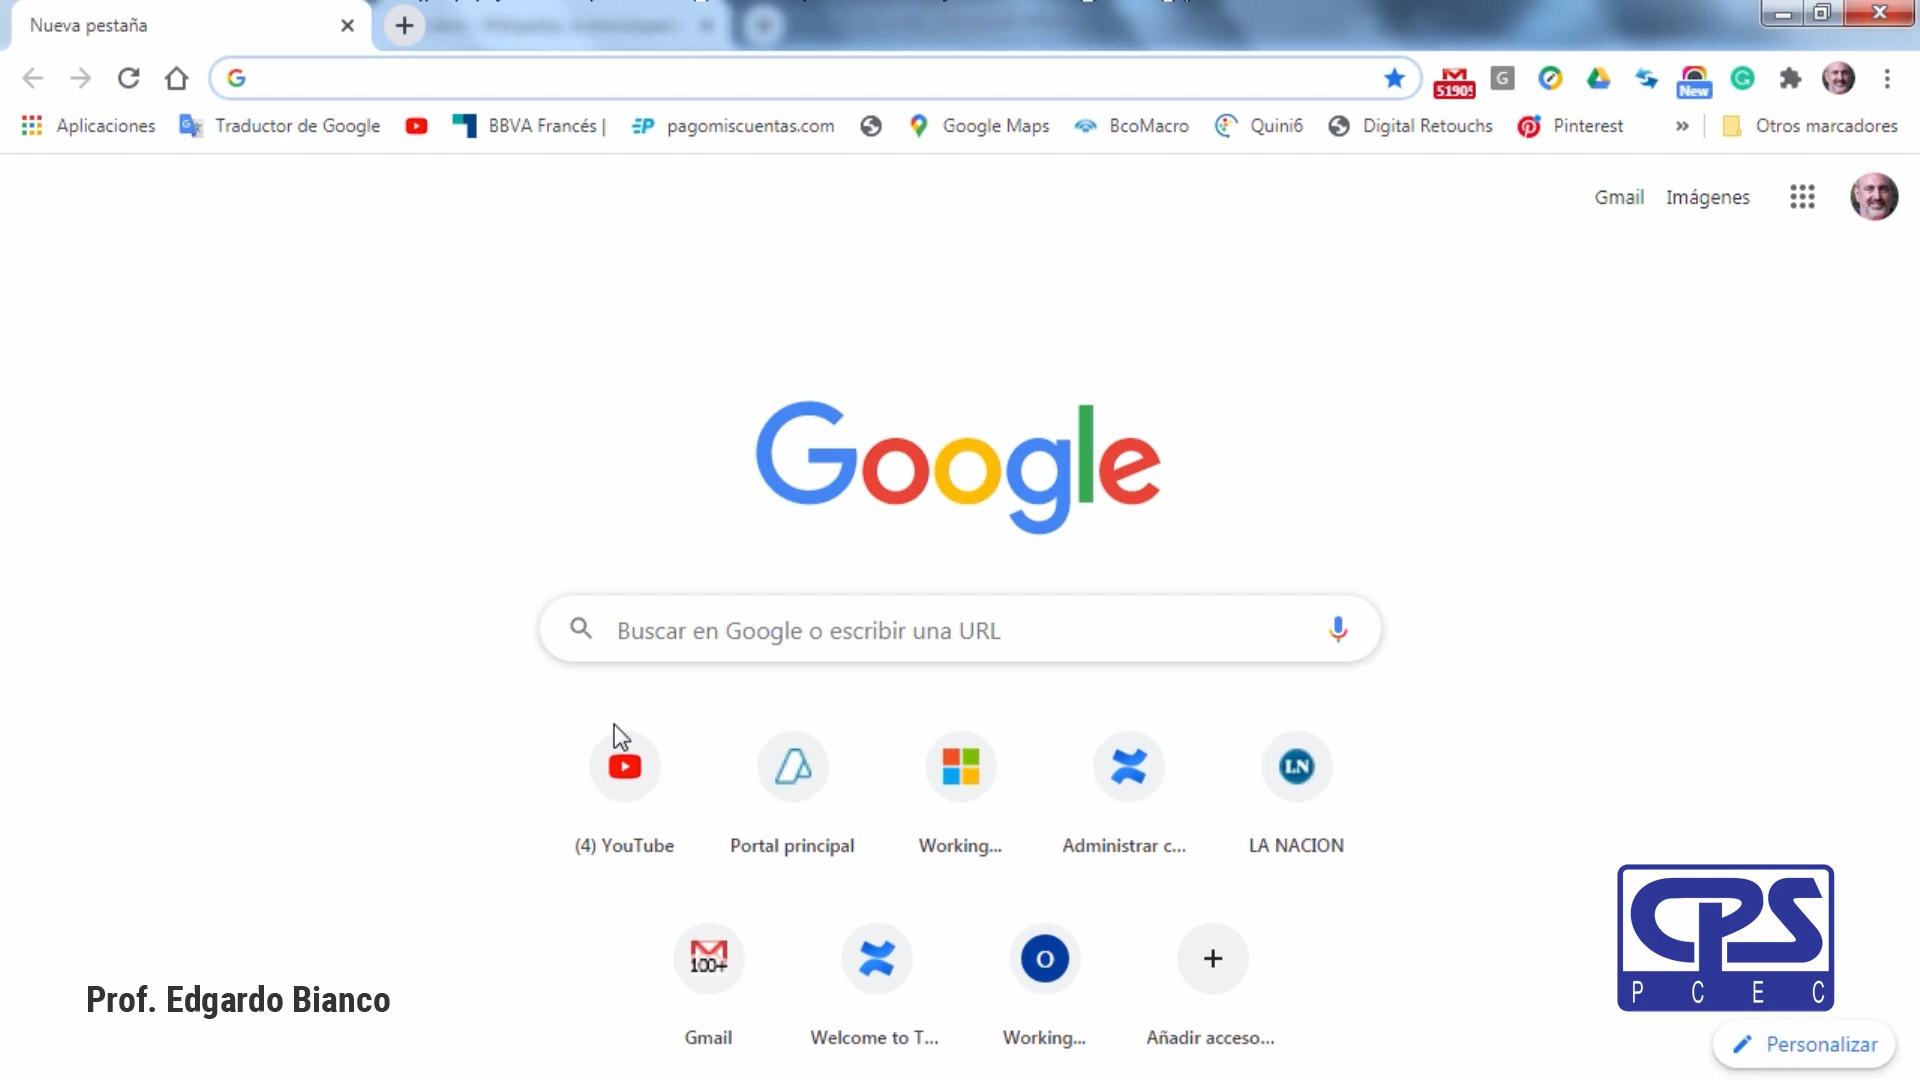 Nueva pestaña
51905
New
Aplicaciones
Traductor de Google
BBVA Francés |
pagomiscuentas.com
Google Maps
BcoMacro
Quini6
Digital Retouchs
Pinterest
»
Otros marcadores
Gmail
Imágenes
Google
Buscar en Google o escribir una URL
(4) YouTube
Portal principal
Working...
Administrar c...
LN
LA NACION
100+
Gmail
Welcome to T...
O
Working...
Añadir acceso...
Prof. Edgardo Bianco
CPS
P C E C
Personalizar